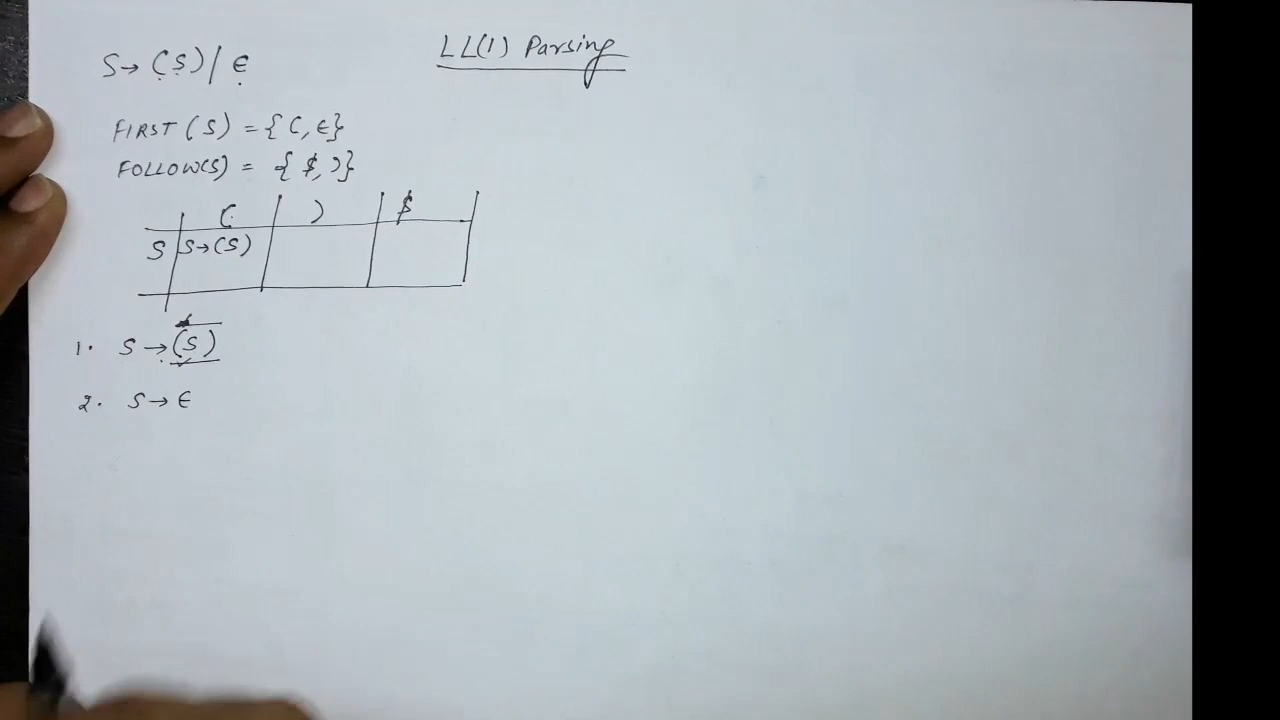 LL(1) Parsing
S→ (S) / ϵ
FIRST(S) = { (, ϵ}
FOLLOW(S) = { $, )}
( ) $
S S→(S)
1. S →(S)
2. S → ϵ